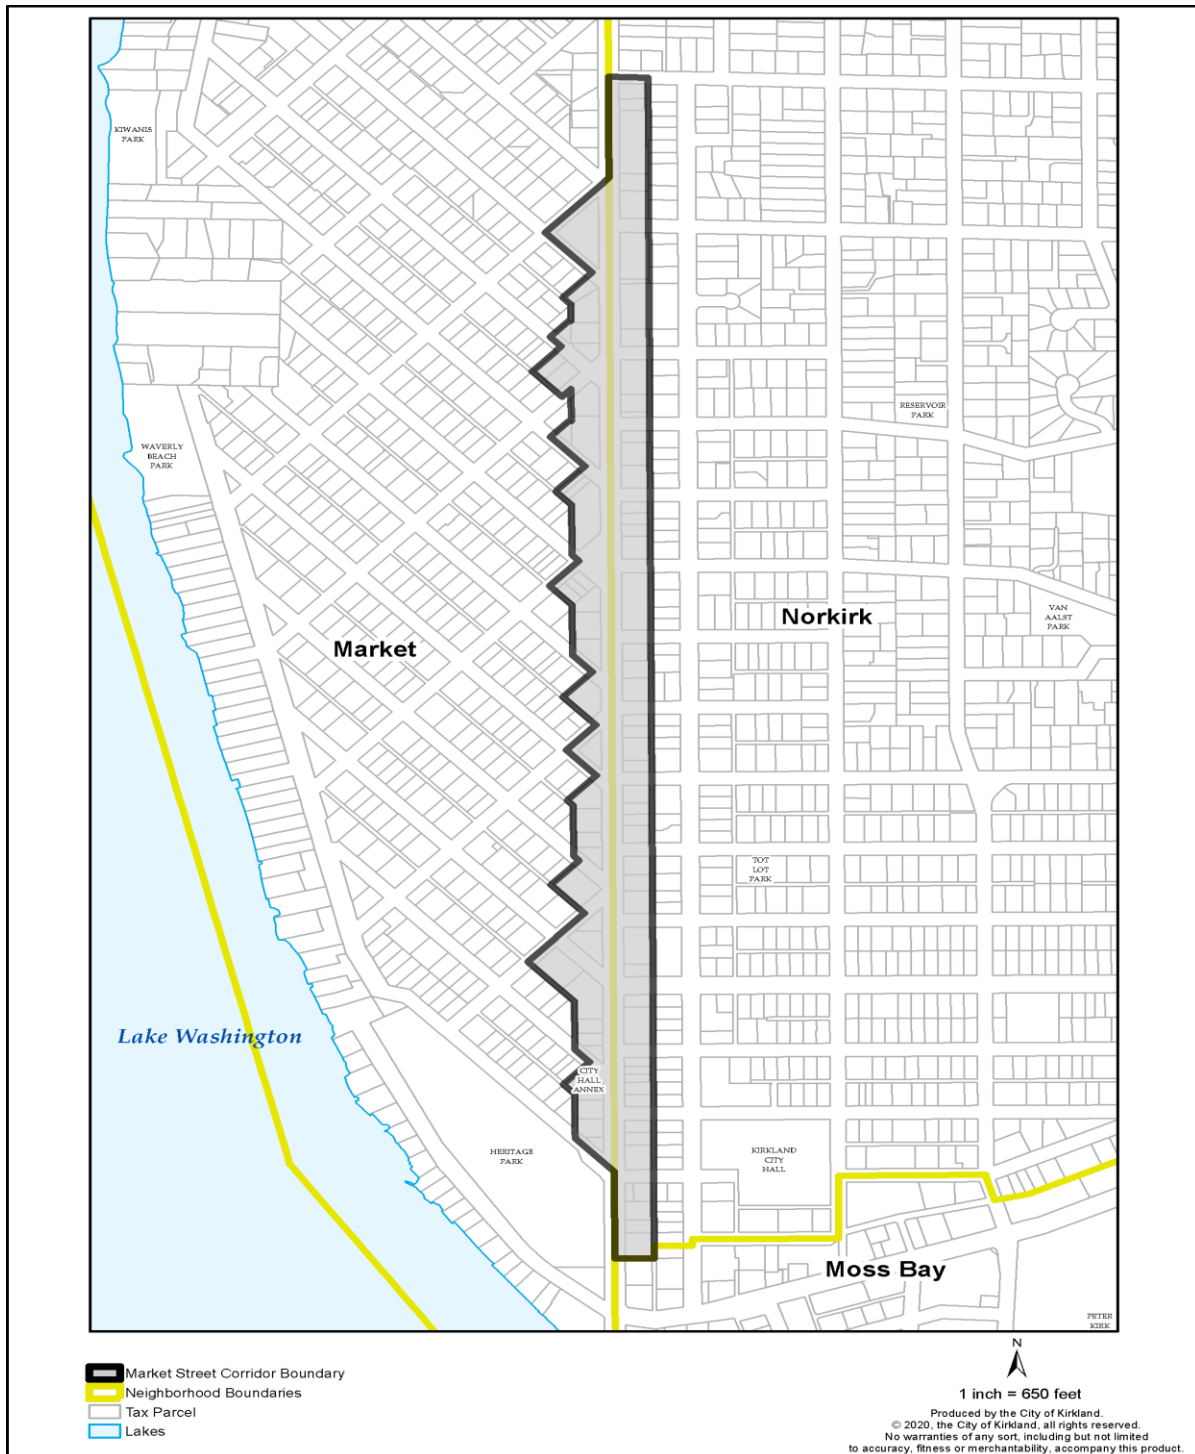 KIWANIS
PARK
RESERVOIR
PARK
WAVERLY
BEACH
PARK
Norkirk
VAN
AALST
PARK
Market
TOT
LOT
PARK
Lake Washington
CITY
HALL
ANNEX
HERITAGE
PARK
KIRKLAND
CITY
HALL
Moss Bay
PETER
KIRK
N
1 inch = 650 feet
Market Street Corridor Boundary
Neighborhood Boundaries
Tax Parcel
Lakes
Produced by the City of Kirkland.
© 2020, the City of Kirkland, all rights reserved.
No warranties of any sort, including but not limited
to accuracy, fitness or merchantability, accompany this product.